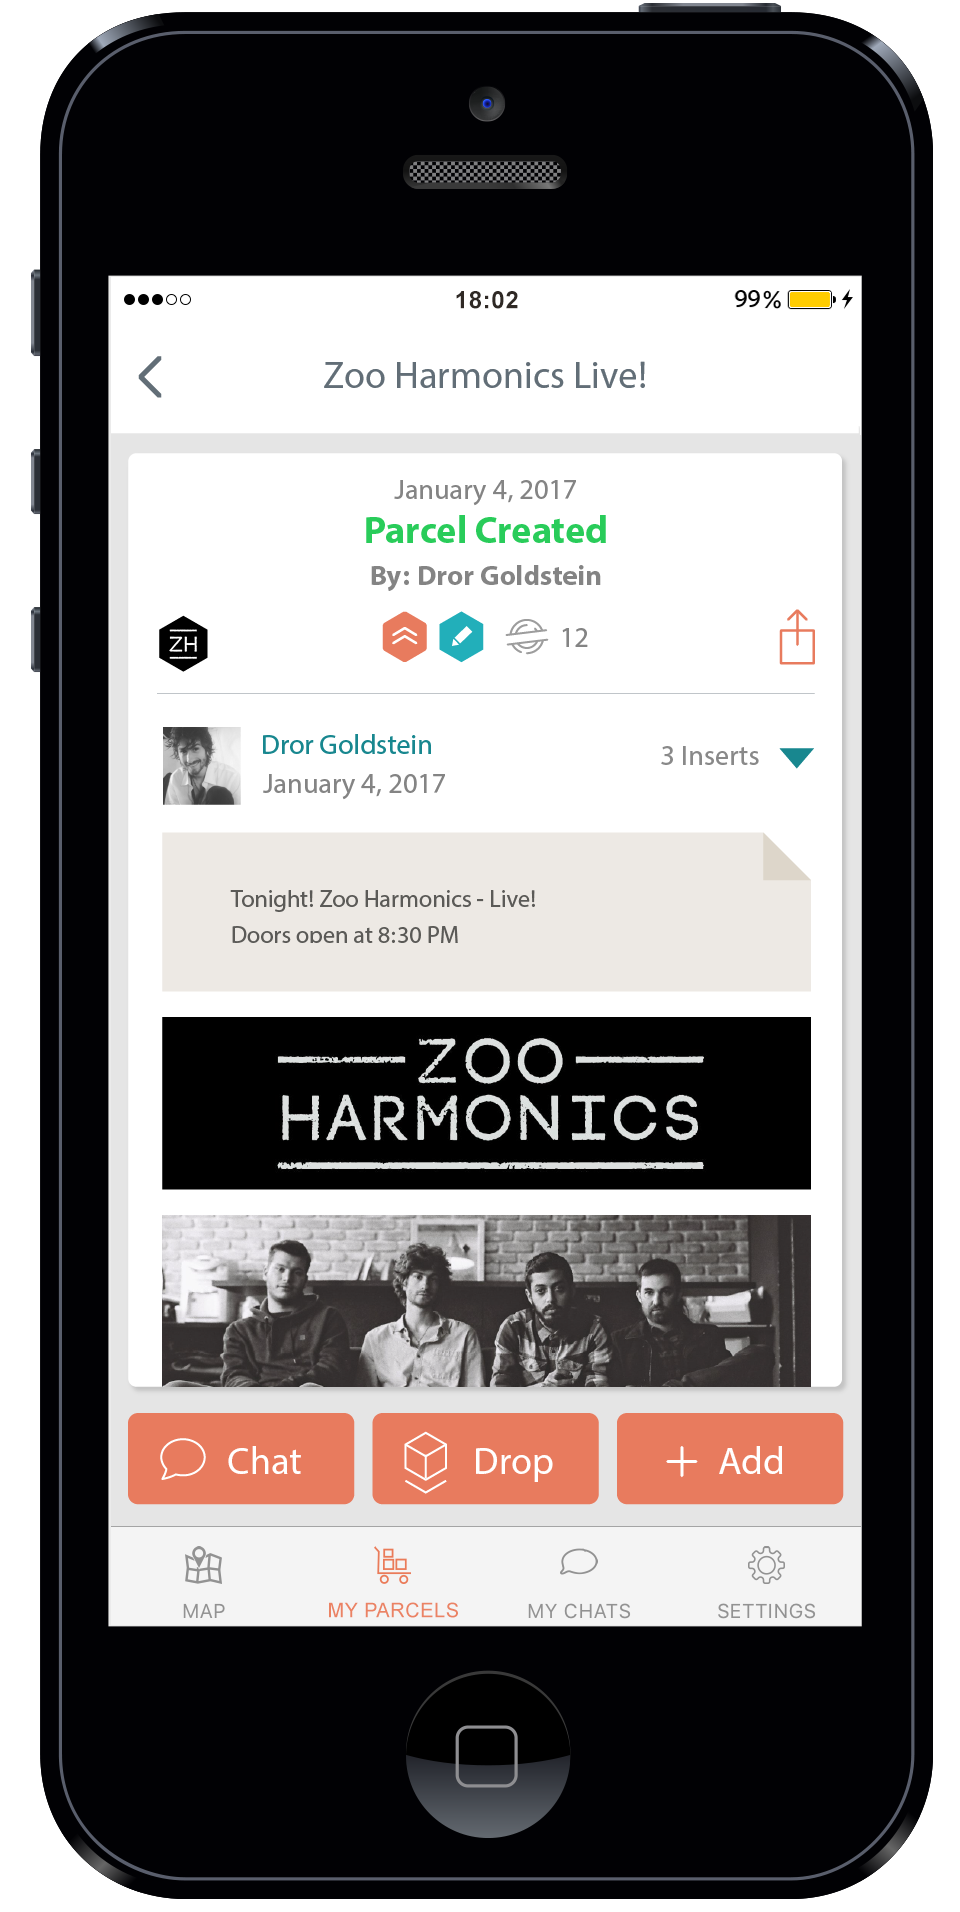 18:02
99%
Zoo Harmonics Live!
January 4, 2017
Parcel Created
By: Dror Goldstein
ZH
12
Dror Goldstein
3 Inserts
January 4, 2017
Tonight! Zoo Harmonics - Live!
Doors open at 8:30 PM
ZOO
HARMONICS
Chat
Drop
+ Add
MAP
MY PARCELS
MY CHATS
SETTINGS